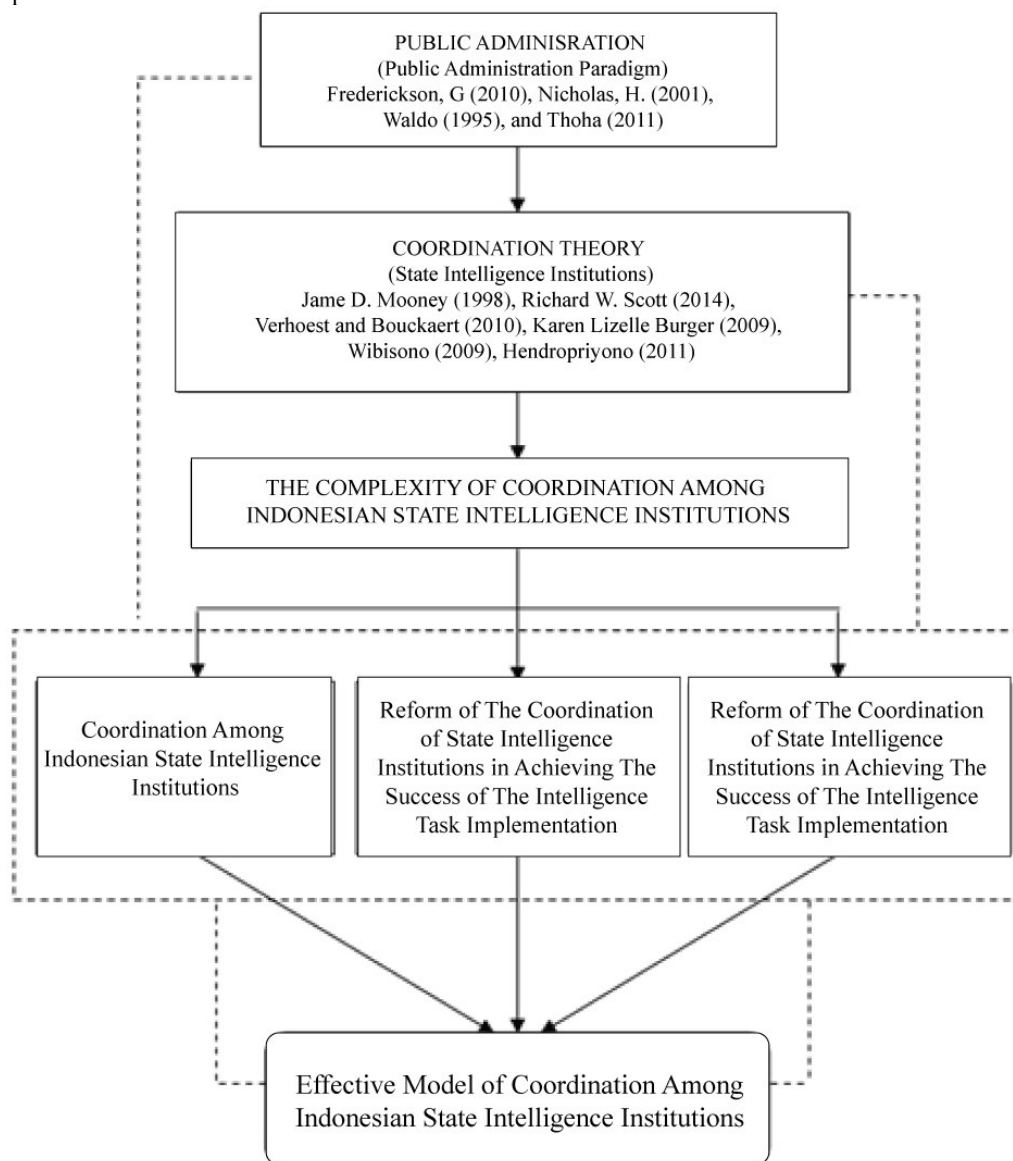 PUBLIC ADMINISRATION
(Public Administration Paradigm)
Frederickson, G (2010), Nicholas, H. (2001),
Waldo (1995), and Thoha (2011)
COORDINATION THEORY
(State Intelligence Institutions)
Jame D. Mooney (1998), Richard W. Scott (2014),
Verhoest and Bouckaert (2010), Karen Lizelle Burger (2009),
Wibisono (2009), Hendropriyono (2011)
THE COMPLEXITY OF COORDINATION AMONG
INDONESIAN STATE INTELLIGENCE INSTITUTIONS
Coordination Among
Indonesian State Intelligence
Institutions
Reform of The Coordination
of State Intelligence
Institutions in Achieving The
Success of The Intelligence
Task Implementation
Reform of The Coordination
of State Intelligence
Institutions in Achieving The
Success of The Intelligence
Task Implementation
Effective Model of Coordination Among
Indonesian State Intelligence Institutions